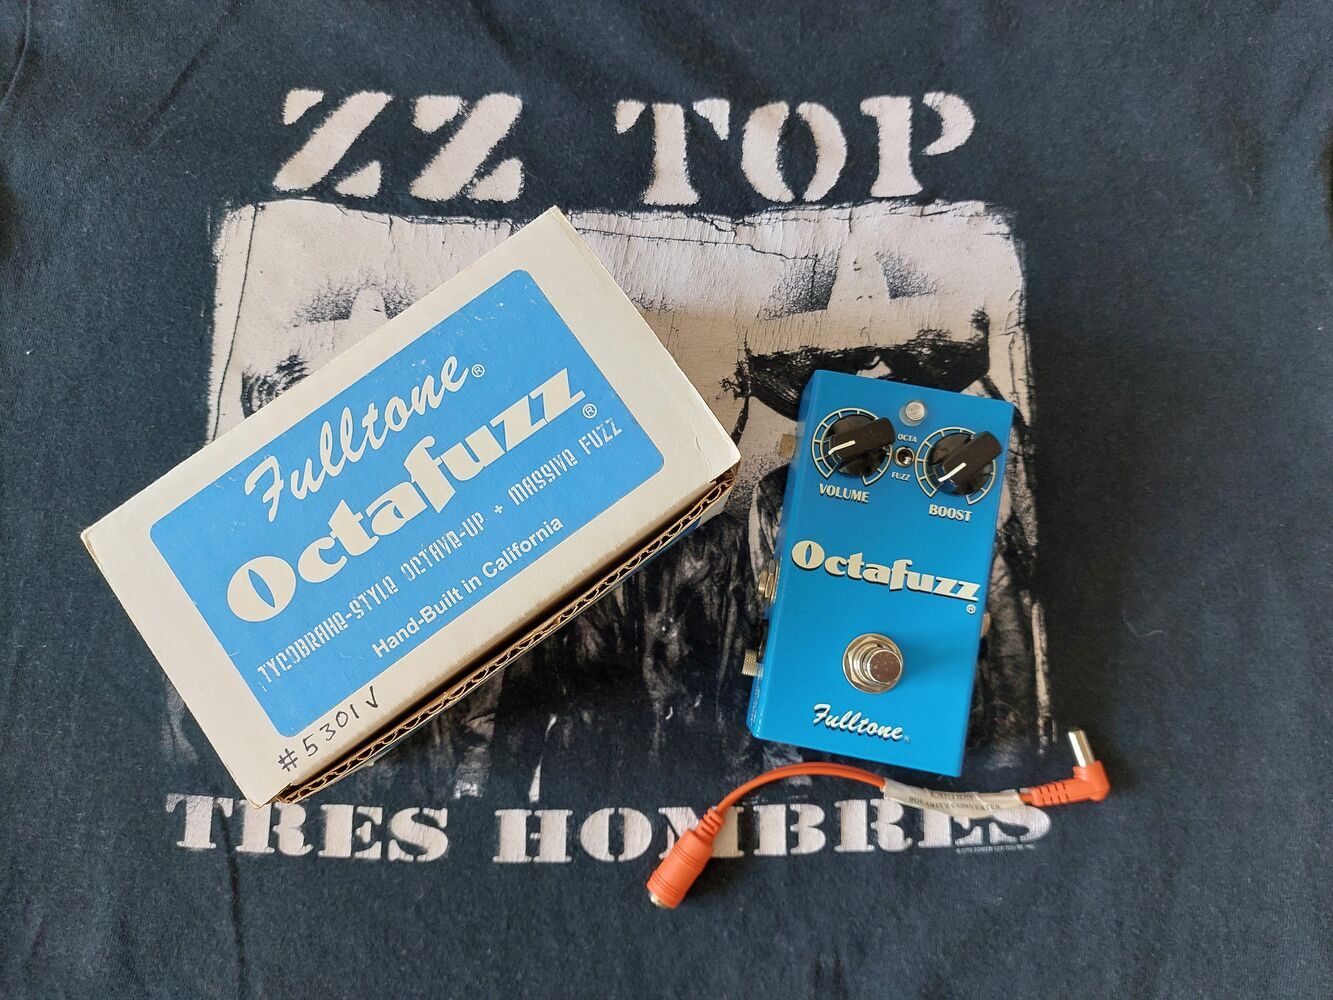 ZZ TOP
Fulltone®
Octafuzz®
TYCOBRAHE-STYLE OCTAVE-UP + MASSIVE FUZZ
Hand-Built in California
#5301V
OCTA
FUZZ
VOLUME
BOOST
Octafuzz®
Fulltone®
CAUTION
POLARITY CONVERTER
TRES HOMBRES